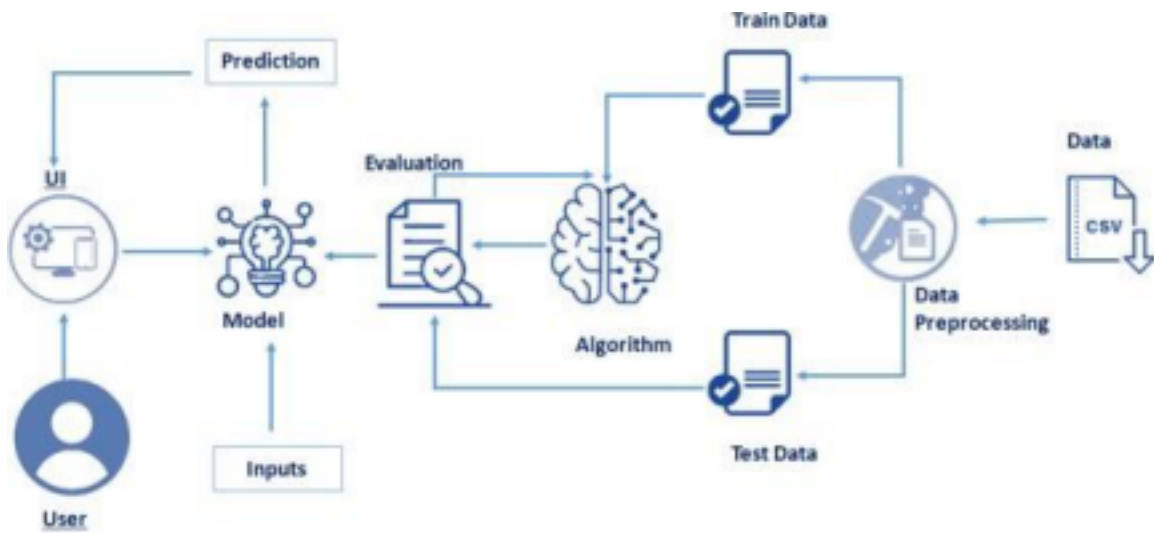 Train Data
Prediction
Evaluation
Data
UI
CSV
Model
Data
Preprocessing
Algorithm
Inputs
Test Data
User